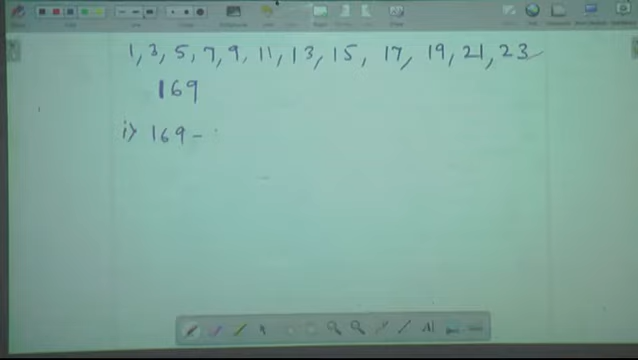 1, 3, 5, 7, 9, 11, 13, 15, 17, 19, 21, 23
169
i) 169 -